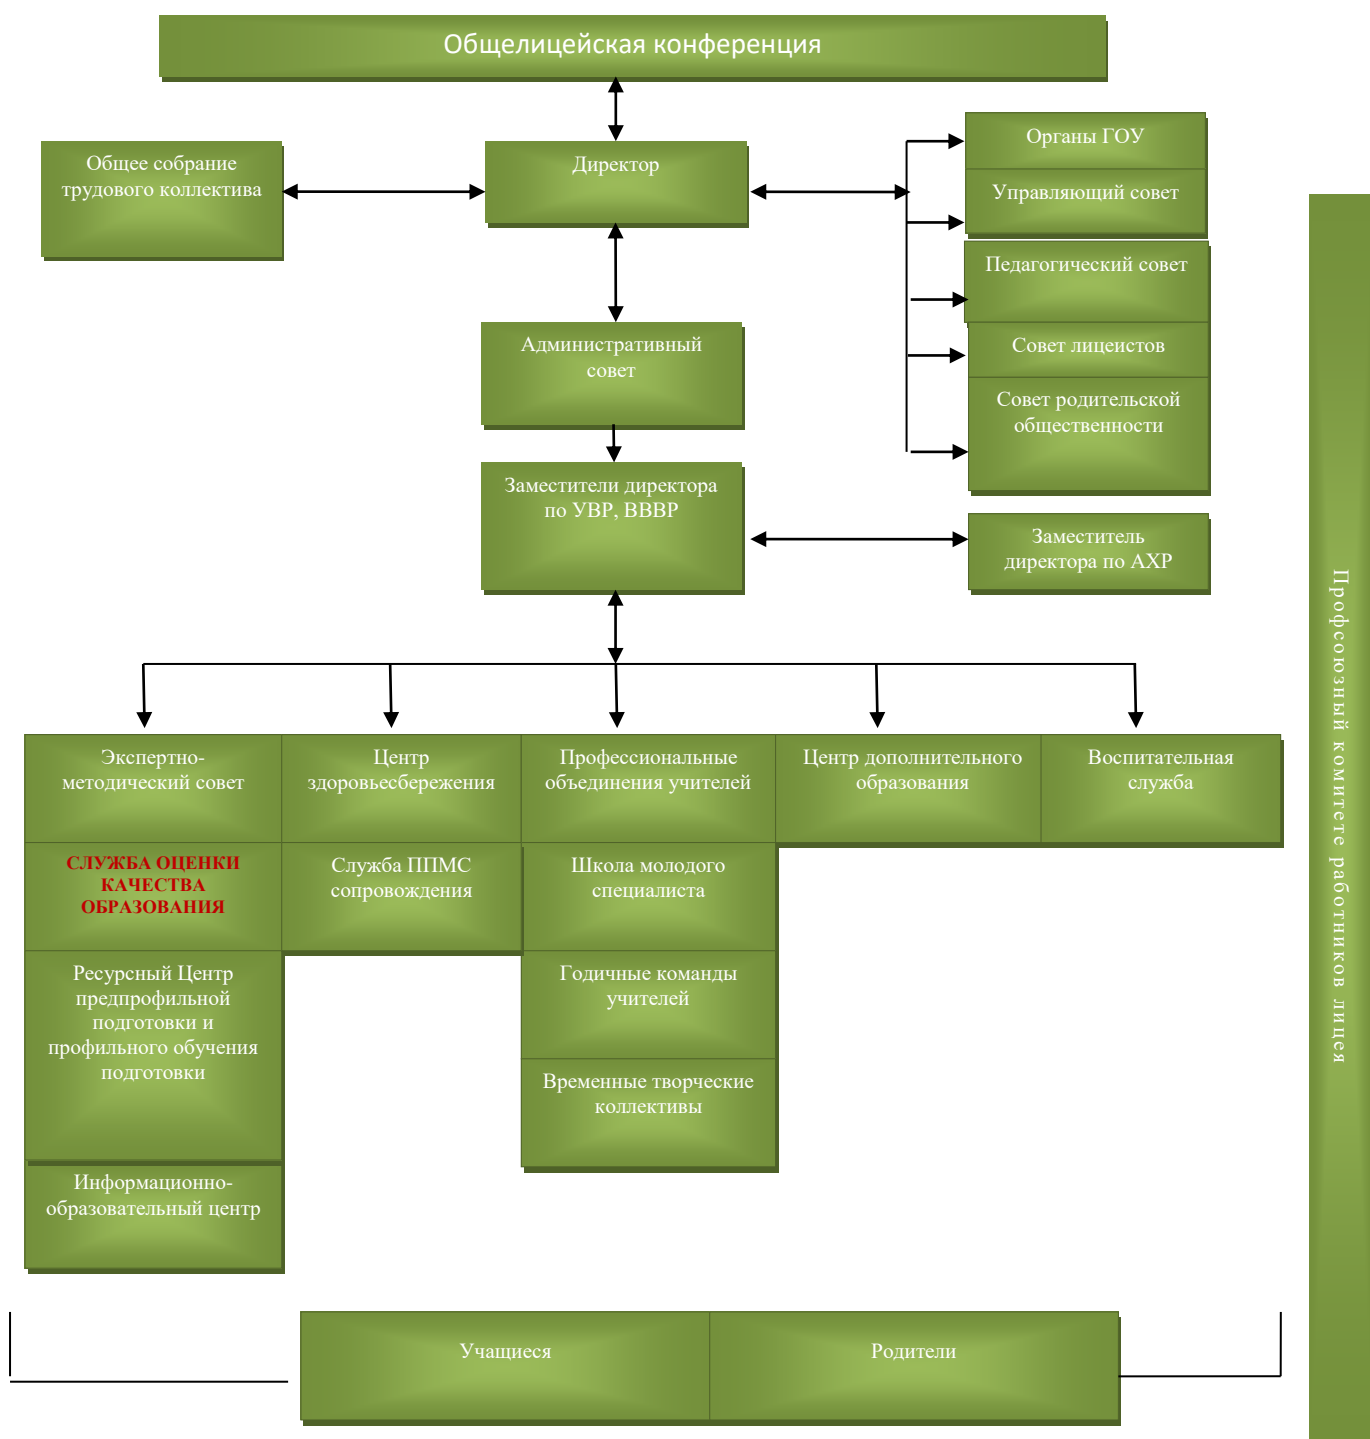 Общелицейская конференция
Общее собрание
трудового коллектива
Директор
Органы ГОУ
Управляющий совет
Педагогический совет
Совет лицеистов
Совет родительской
общественности
Административный
совет
Заместители директора
по УВР, ВВВР
Заместитель
директора по АХР
Экспертно-
методический совет
Центр
здоровьесбережения
Профессиональные
объединения учителей
Центр дополнительного
образования
Воспитательная
служба
СЛУЖБА ОЦЕНКИ
КАЧЕСТВА
ОБРАЗОВАНИЯ
Служба ППМС
сопровождения
Школа молодого
специалиста
Ресурсный Центр
предпрофильной
подготовки и
профильного обучения
подготовки
Годичные команды
учителей
Временные творческие
коллективы
Информационно-
образовательный центр
Учащиеся
Родители
Профсоюзный комитете работников лицея